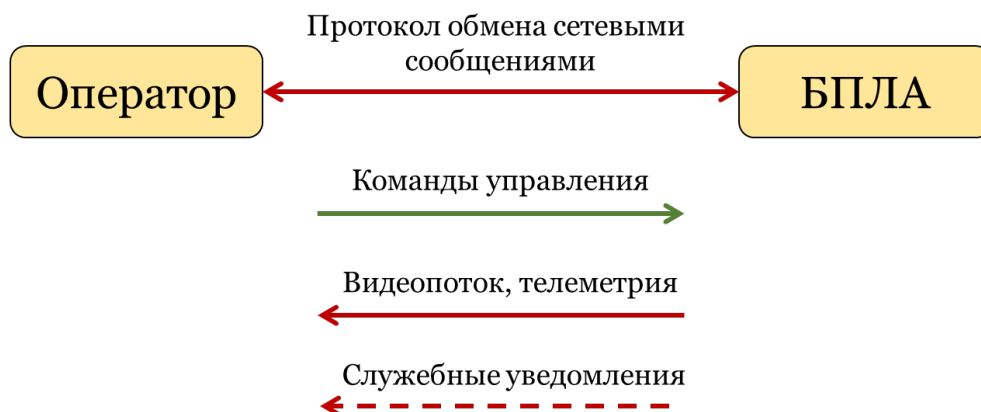 Протокол обмена сетевыми
сообщениями
Оператор
БПЛА
Команды управления
Видеопоток, телеметрия
Служебные уведомления